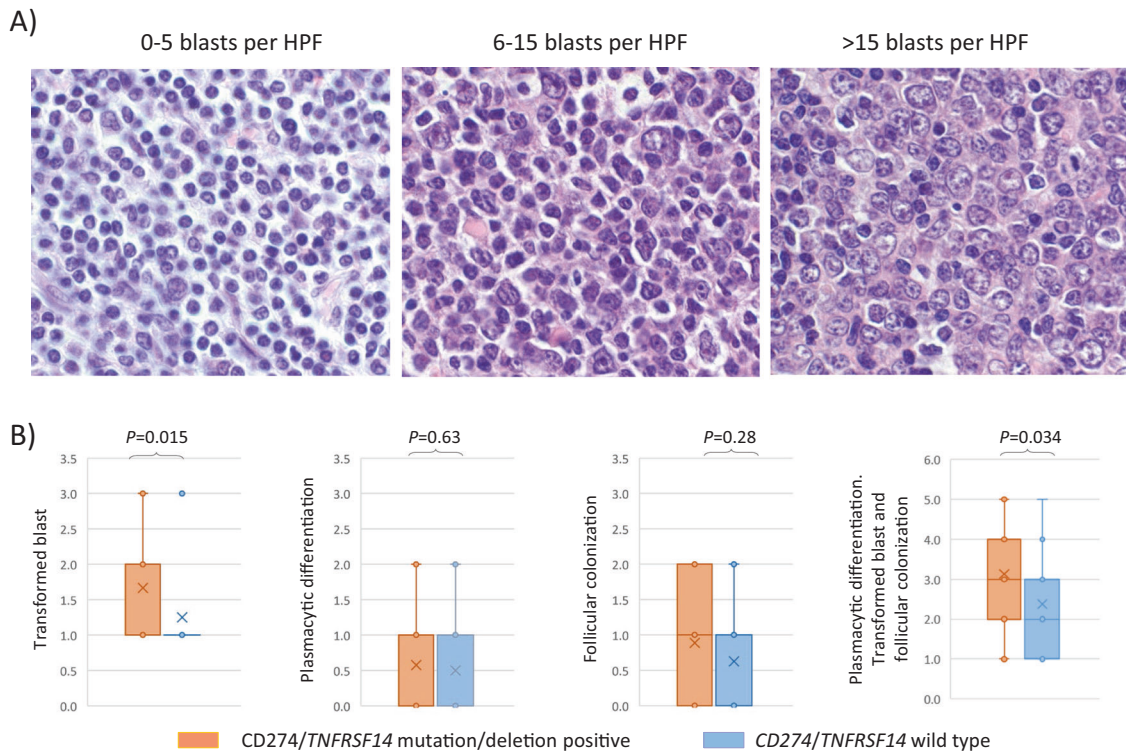 A)
0-5 blasts per HPF
6-15 blasts per HPF
>15 blasts per HPF
B)
P=0.015
Transformed blast
3.5
3.0
2.5
2.0
1.5
1.0
0.5
0.0
P=0.63
Plasmacytic differentiation
3.5
3.0
2.5
2.0
1.5
1.0
0.5
0.0
P=0.28
Follicular colonization
3.5
3.0
2.5
2.0
1.5
1.0
0.5
0.0
P=0.034
Plasmacytic differentiation.
Transformed blast and
follicular colonization
6.0
5.0
4.0
3.0
2.0
1.0
0.0
CD274/TNFRSF14 mutation/deletion positive
CD274/TNFRSF14 wild type